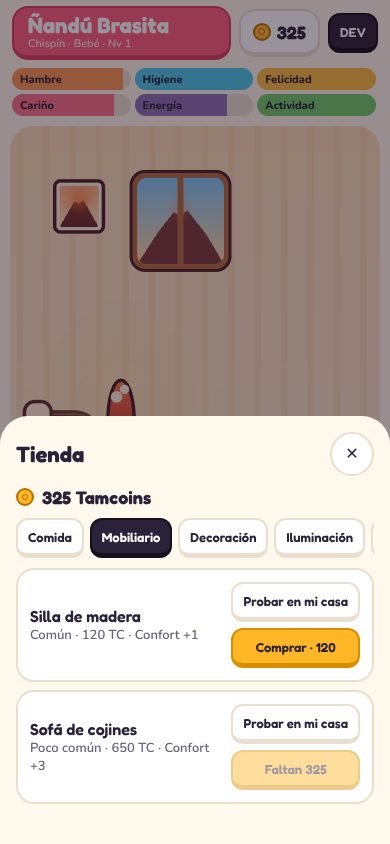 Ñandú Brasita
Chispín · Bebé · Nv 1
325
DEV
Hambre
Higiene
Felicidad
Cariño
Energía
Actividad
Tienda
×
325 Tamcoins
Comida
Mobiliario
Decoración
Iluminación
Silla de madera
Común · 120 TC · Confort +1
Probar en mi casa
Comprar · 120
Sofá de cojines
Poco común · 650 TC · Confort
+3
Probar en mi casa
Faltan 325